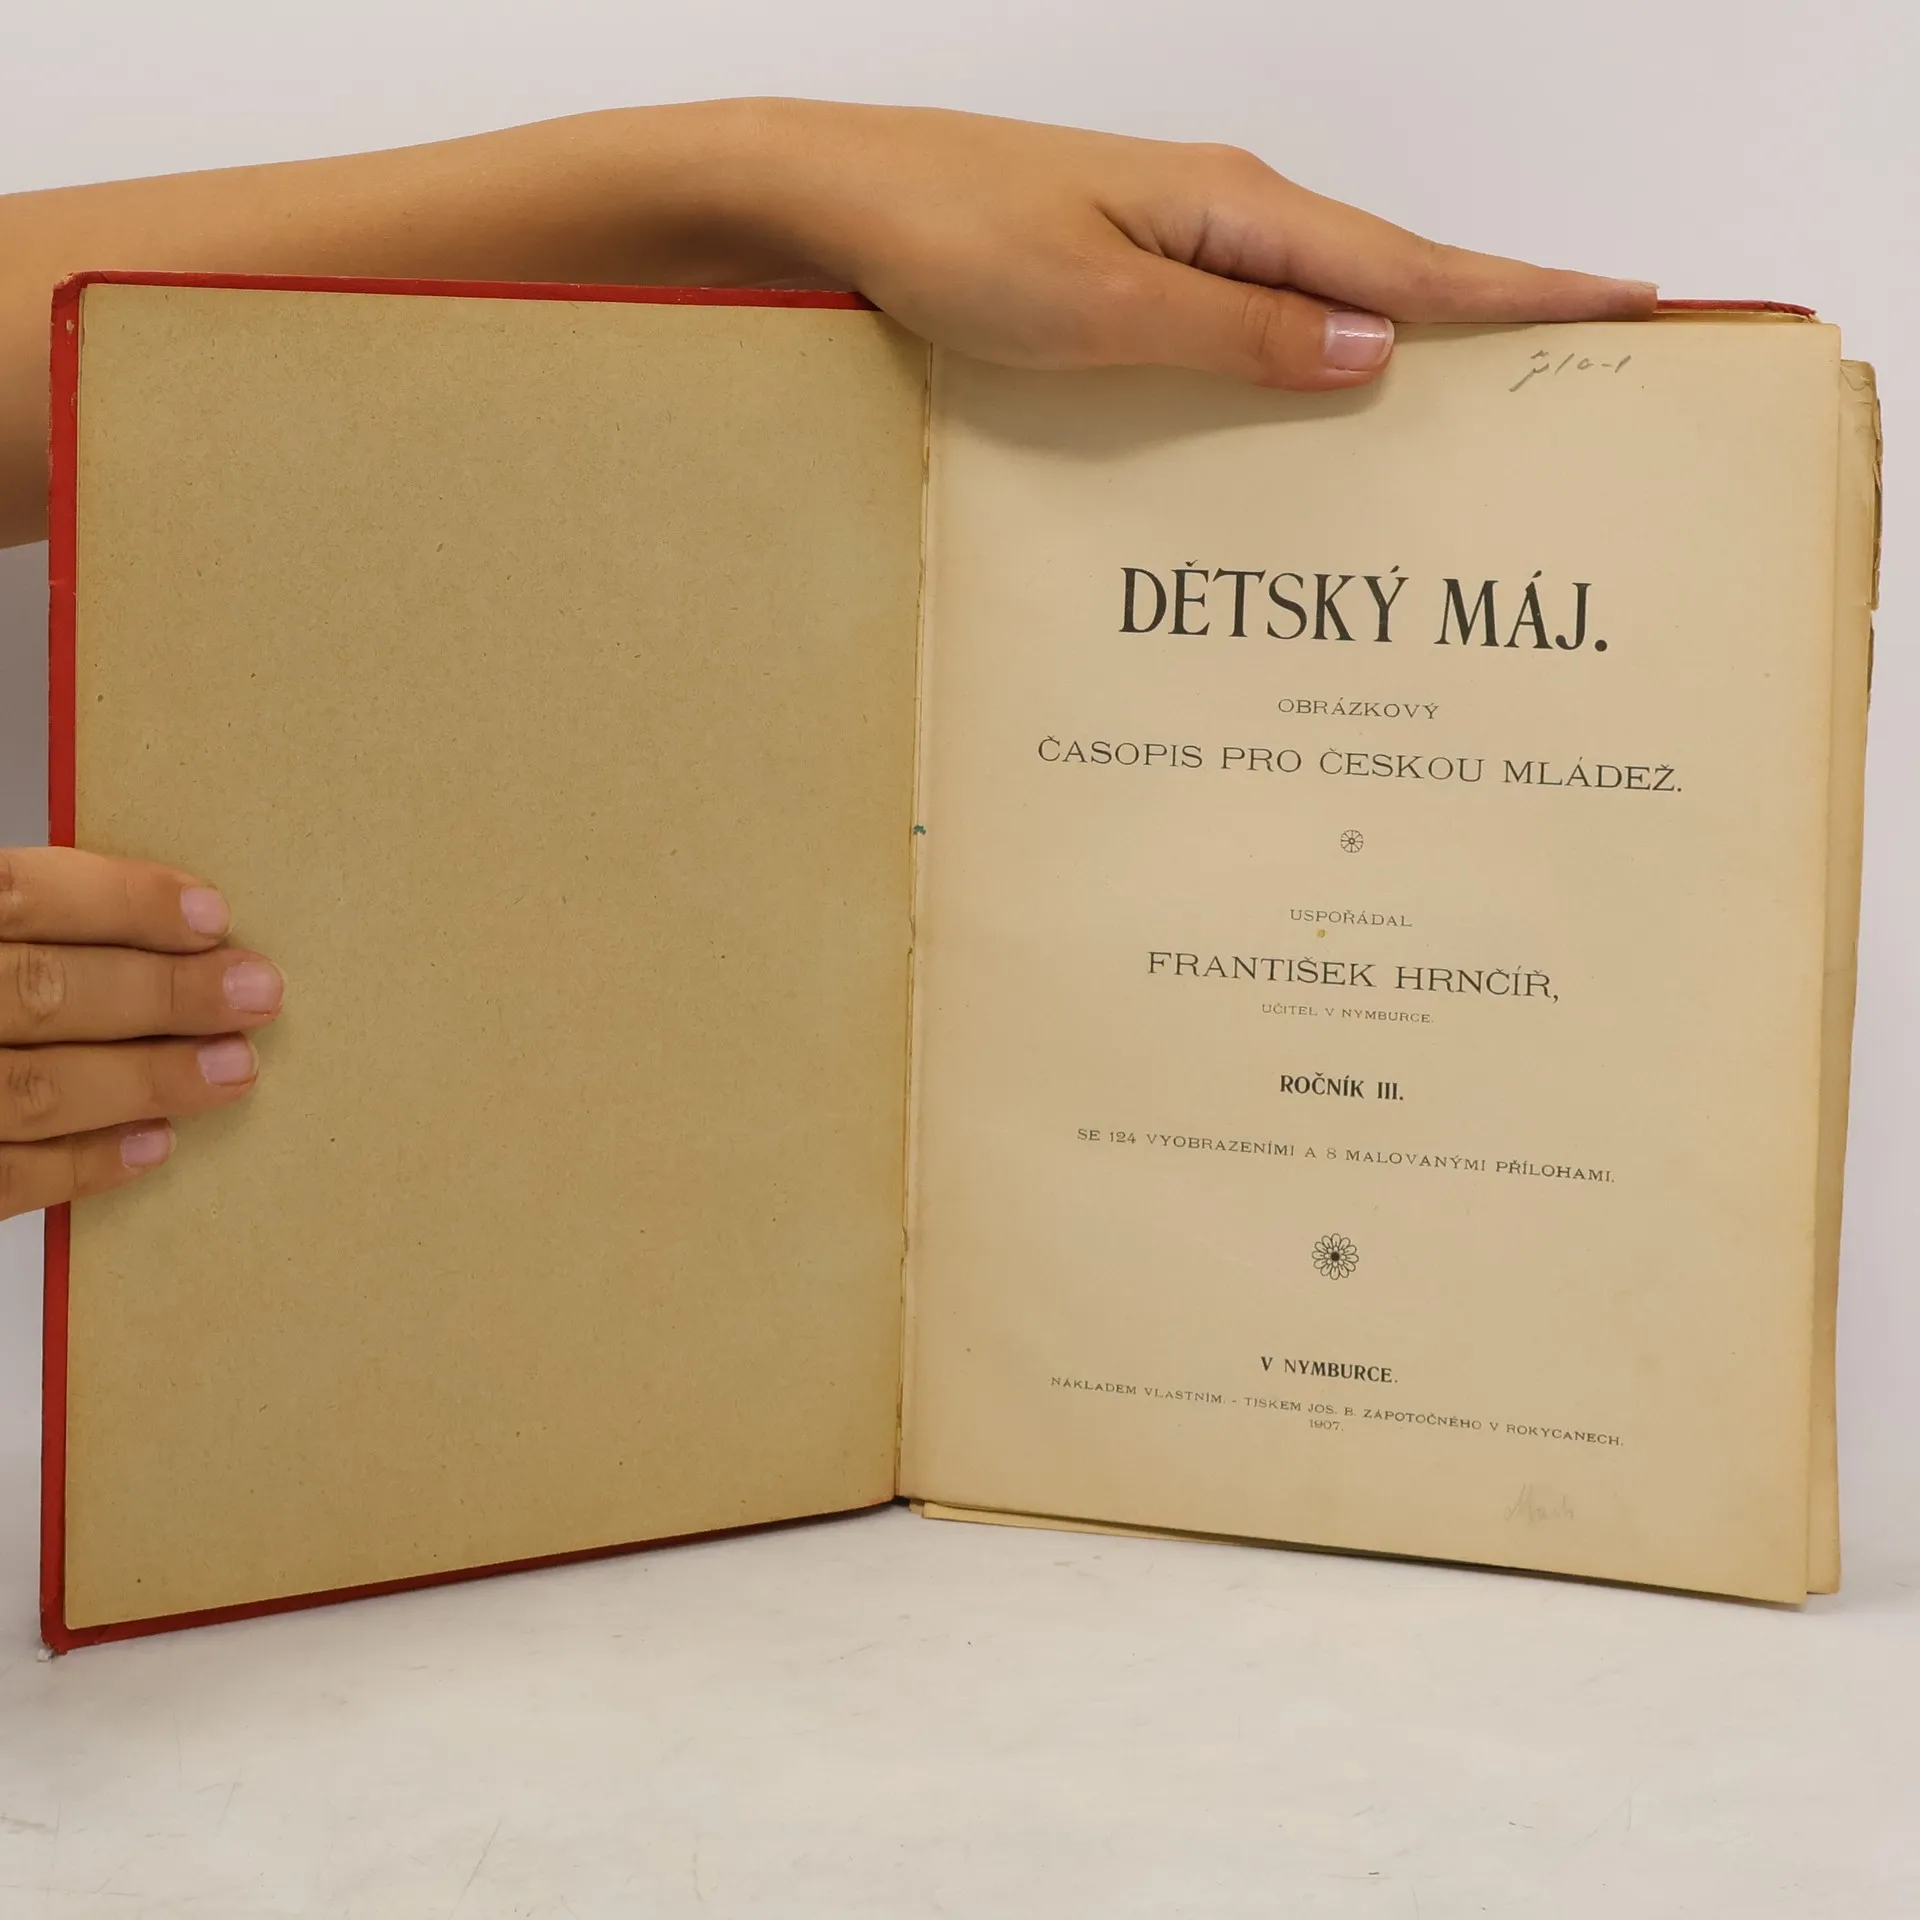 DĚTSKÝ MÁJ.
OBRÁZKOVÝ
ČASOPIS PRO ČESKOU MLÁDEŽ.
USPOŘÁDAL
FRANTIŠEK HRNČÍŘ,
UČITEL V NYMBURCE.
ROČNÍK III.
SE 124 VYOBRAZENÍMI A 8 MALOVANÝMI PŘÍLOHAMI.
V NYMBURCE.
NÁKLADEM VLASTNÍM. - TISKEM JOS. B. ZÁPOTOČNÉHO V ROKYCANECH.
1907.